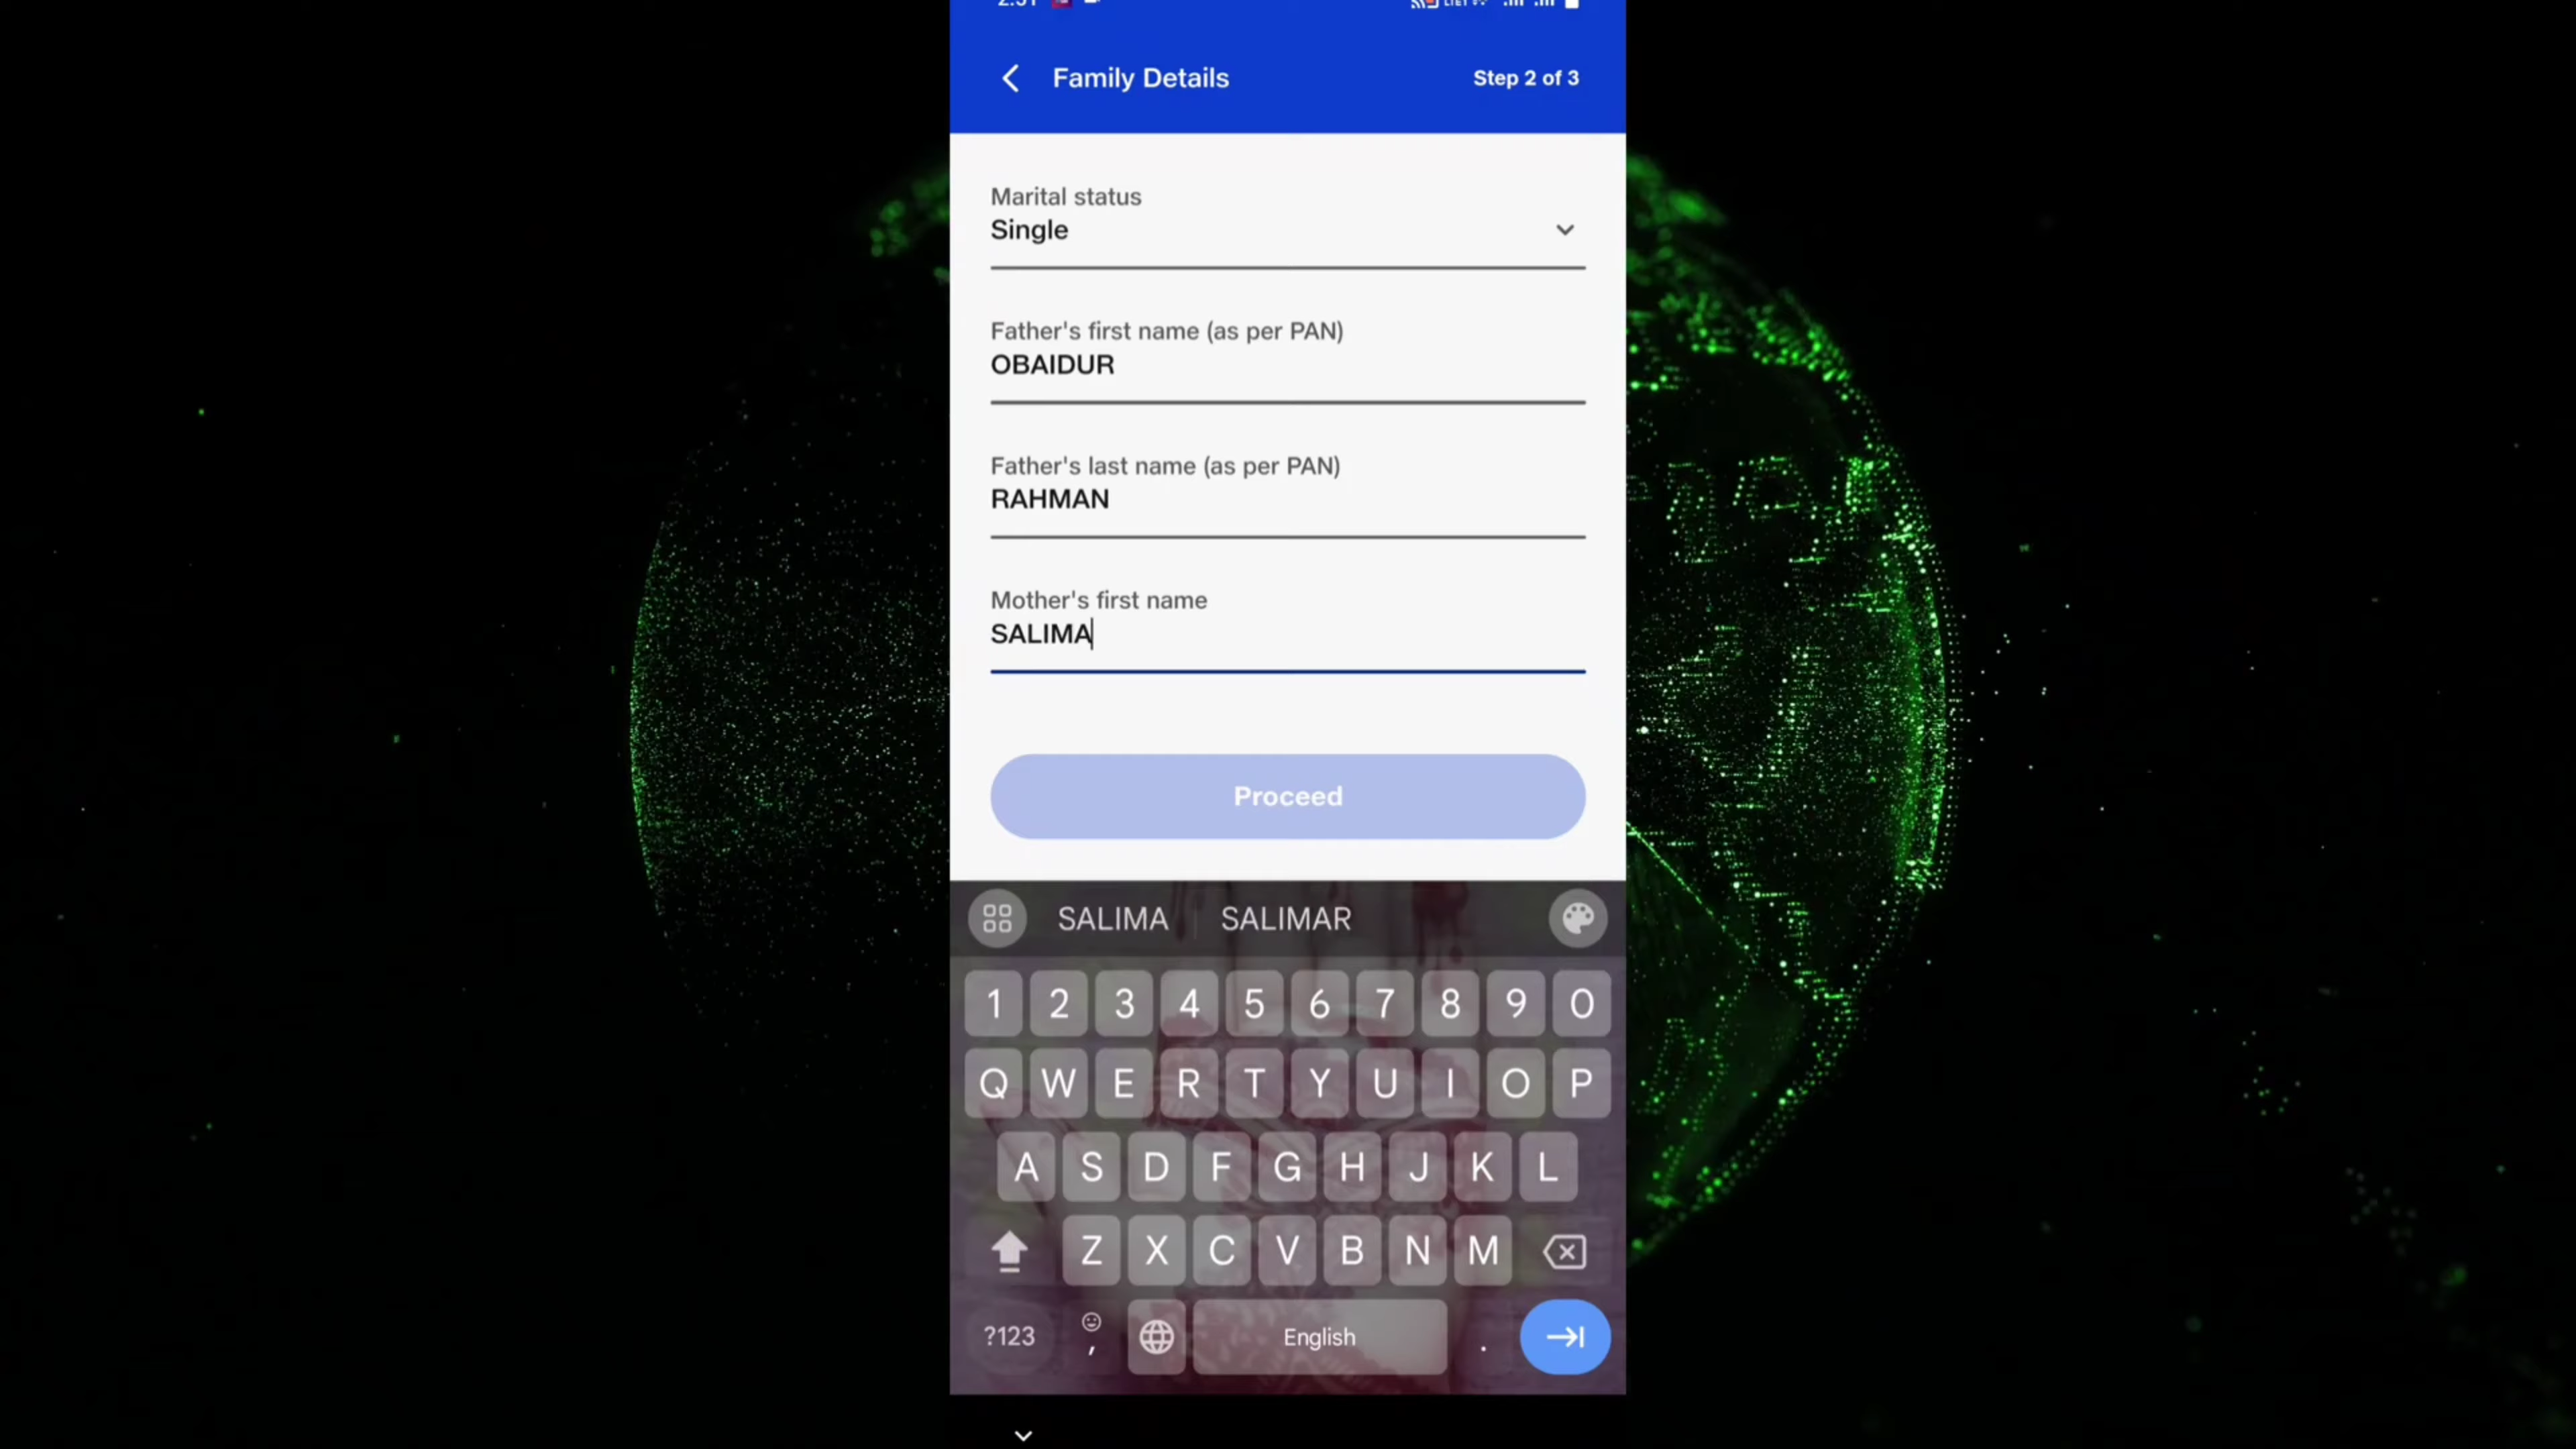 Family Details
Step 2 of 3
Marital status
Single
Father's first name (as per PAN)
OBAIDUR
Father's last name (as per PAN)
RAHMAN
Mother's first name
SALIMA
Proceed
SALIMA SALIMAR
1 2 3 4 5 6 7 8 9 0
Q W E R T Y U I O P
A S D F G H J K L
Z X C V B N M
?123 , English .